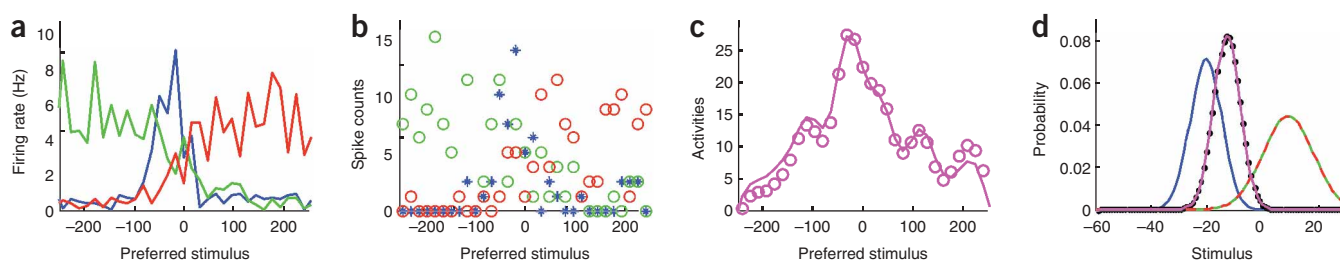 a
Firing rate (Hz)
10
8
6
4
2
0
−200 −100 0 100 200
Preferred stimulus
b
Spike counts
15
10
5
0
−200 −100 0 100 200
Preferred stimulus
c
Activities
25
20
15
10
5
0
−200 −100 0 100 200
Preferred stimulus
d
Probability
0.08
0.06
0.04
0.02
0
−60 −40 −20 0 20
Stimulus